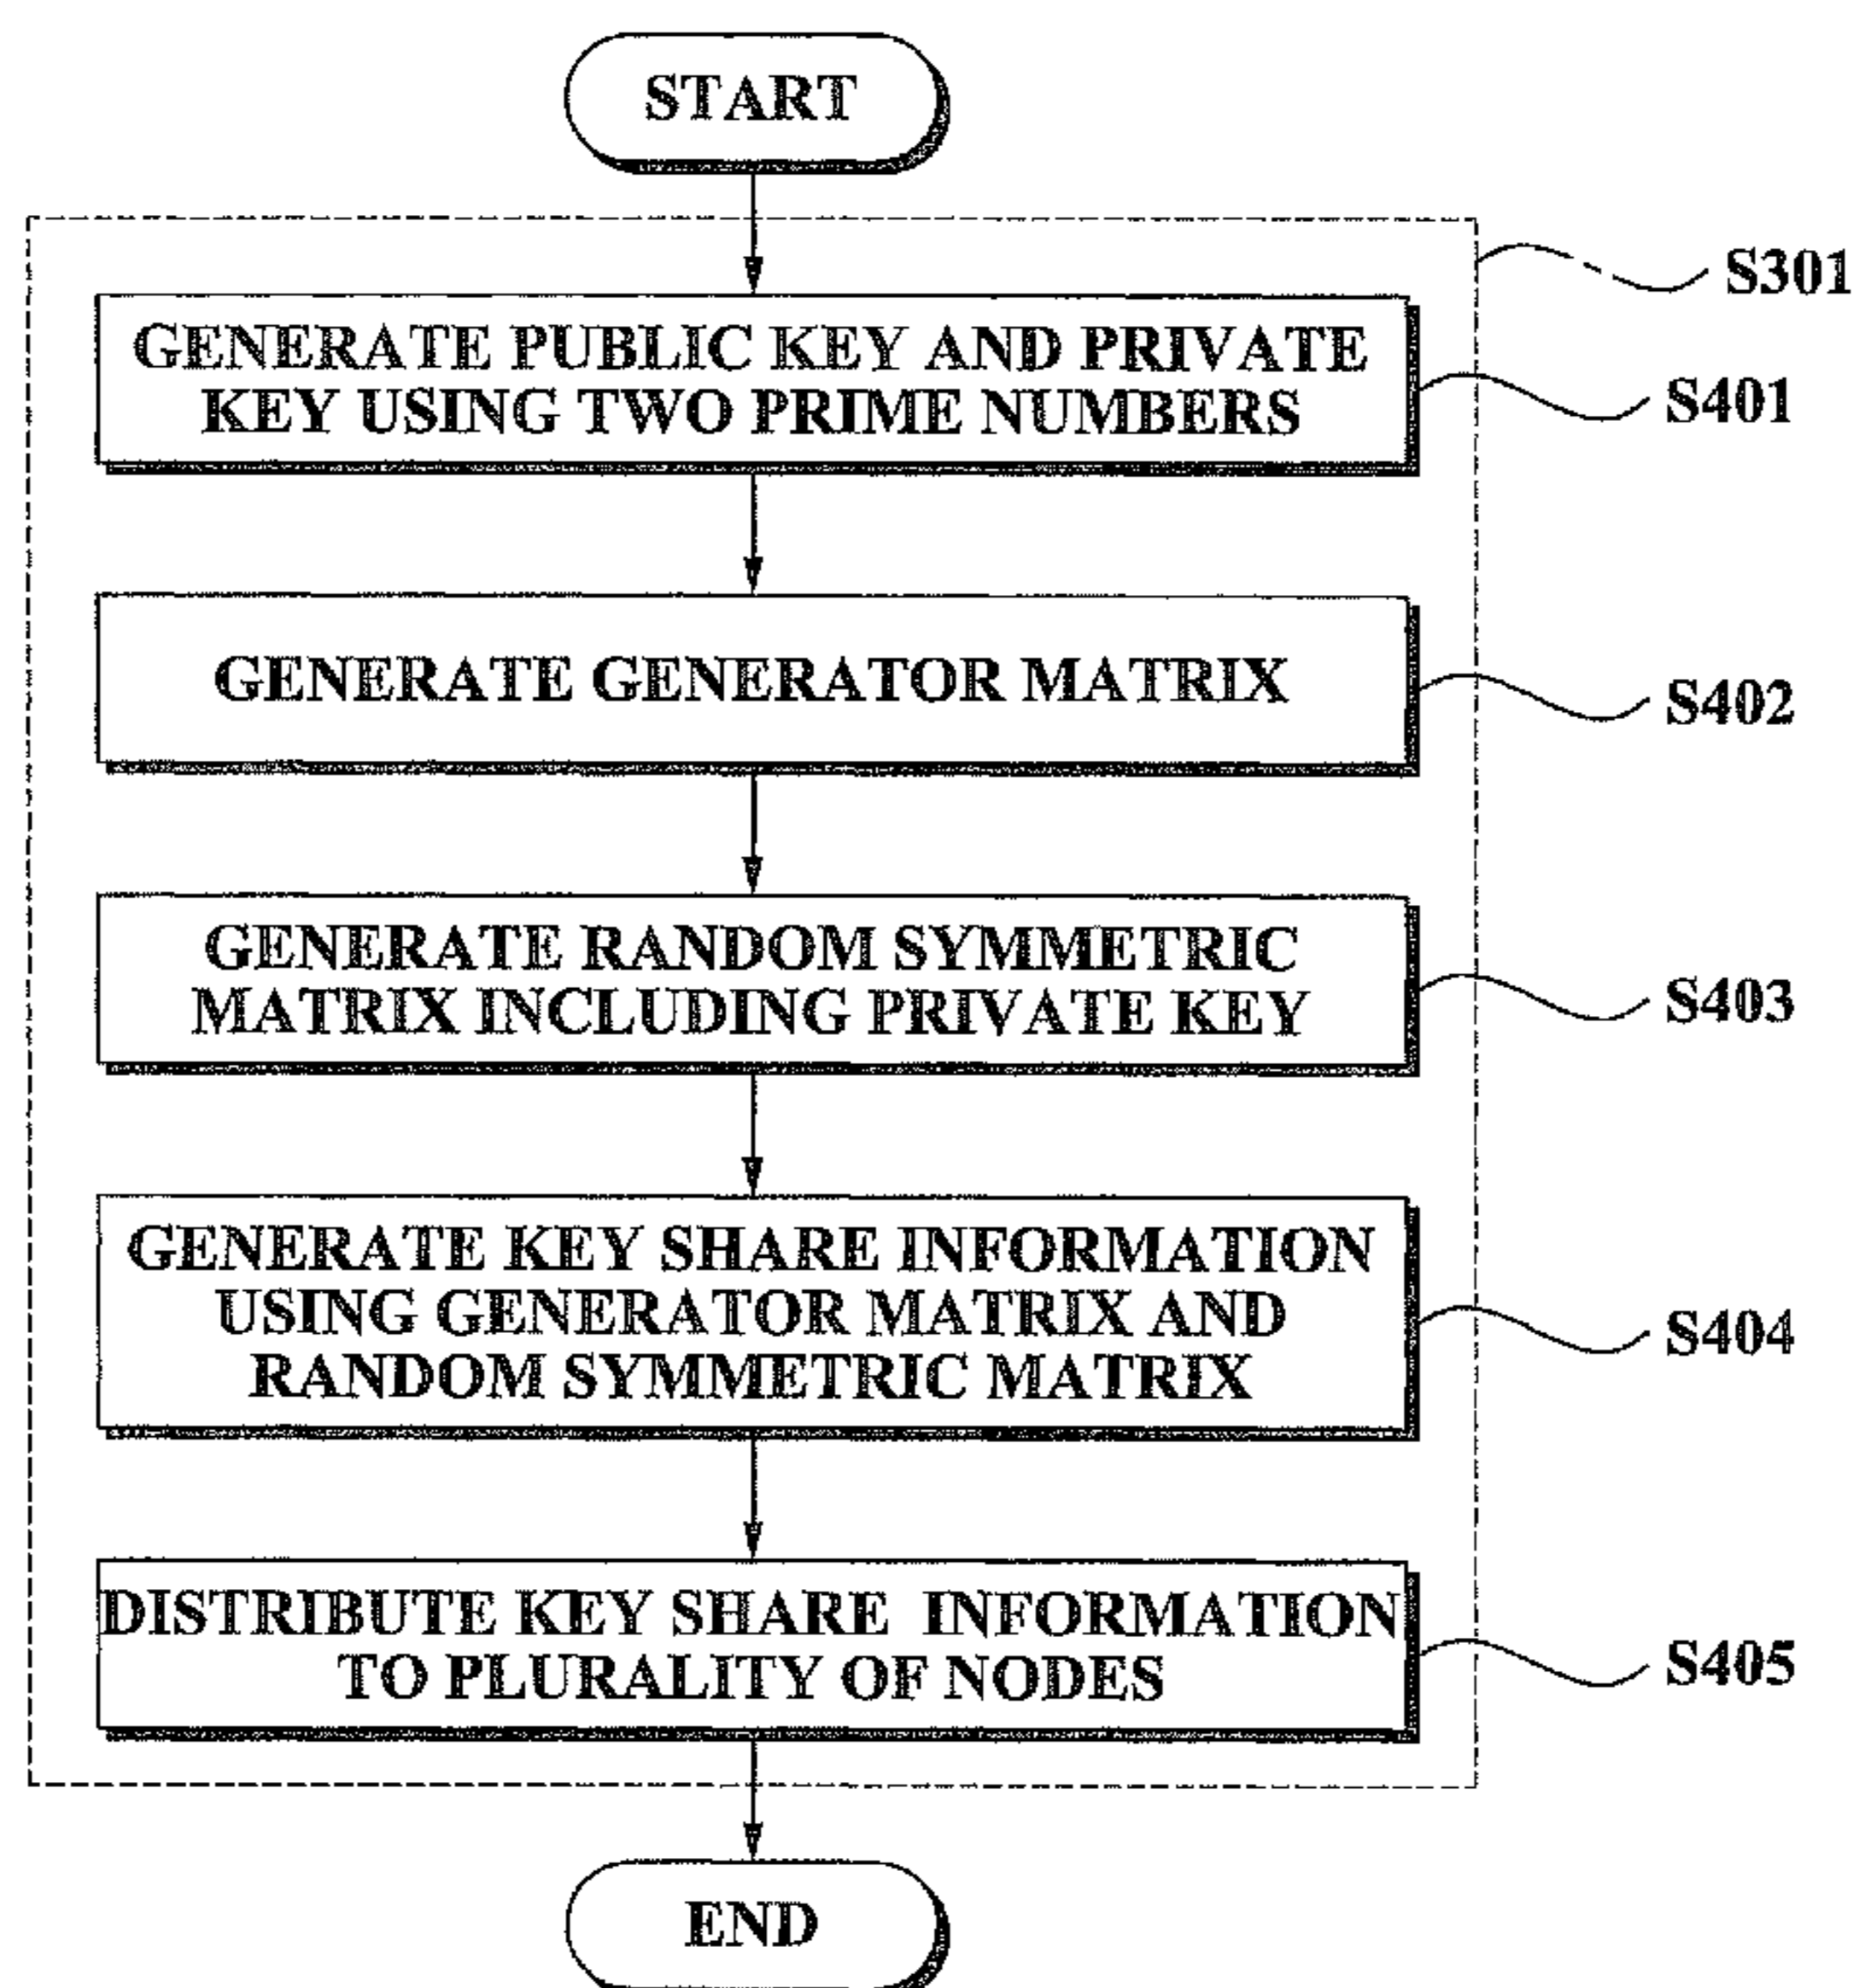 START
S301
GENERATE PUBLIC KEY AND PRIVATE
KEY USING TWO PRIME NUMBERS
S401
GENERATE GENERATOR MATRIX
S402
GENERATE RANDOM SYMMETRIC
MATRIX INCLUDING PRIVATE KEY
S403
GENERATE KEY SHARE INFORMATION
USING GENERATOR MATRIX AND
RANDOM SYMMETRIC MATRIX
S404
DISTRIBUTE KEY SHARE INFORMATION
TO PLURALITY OF NODES
S405
END